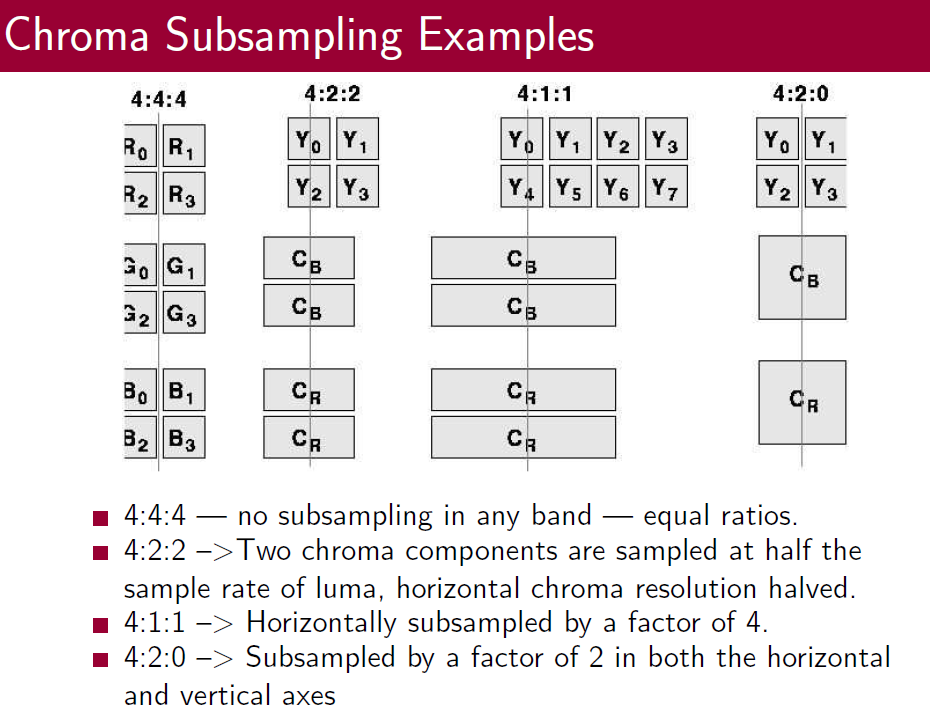 Chroma Subsampling Examples
4:4:4 4:2:2 4:1:1 4:2:0
R0 R1 Y0 Y1 Y0 Y1 Y2 Y3 Y0 Y1
R2 R3 Y2 Y3 Y4 Y5 Y6 Y7 Y2 Y3
G0 G1 CB CB CB
G2 G3 CB CB
B0 B1 CR CR CR
B2 B3 CR CR
4:4:4 — no subsampling in any band — equal ratios.
4:2:2 –>Two chroma components are sampled at half the
sample rate of luma, horizontal chroma resolution halved.
4:1:1 –> Horizontally subsampled by a factor of 4.
4:2:0 –> Subsampled by a factor of 2 in both the horizontal
and vertical axes